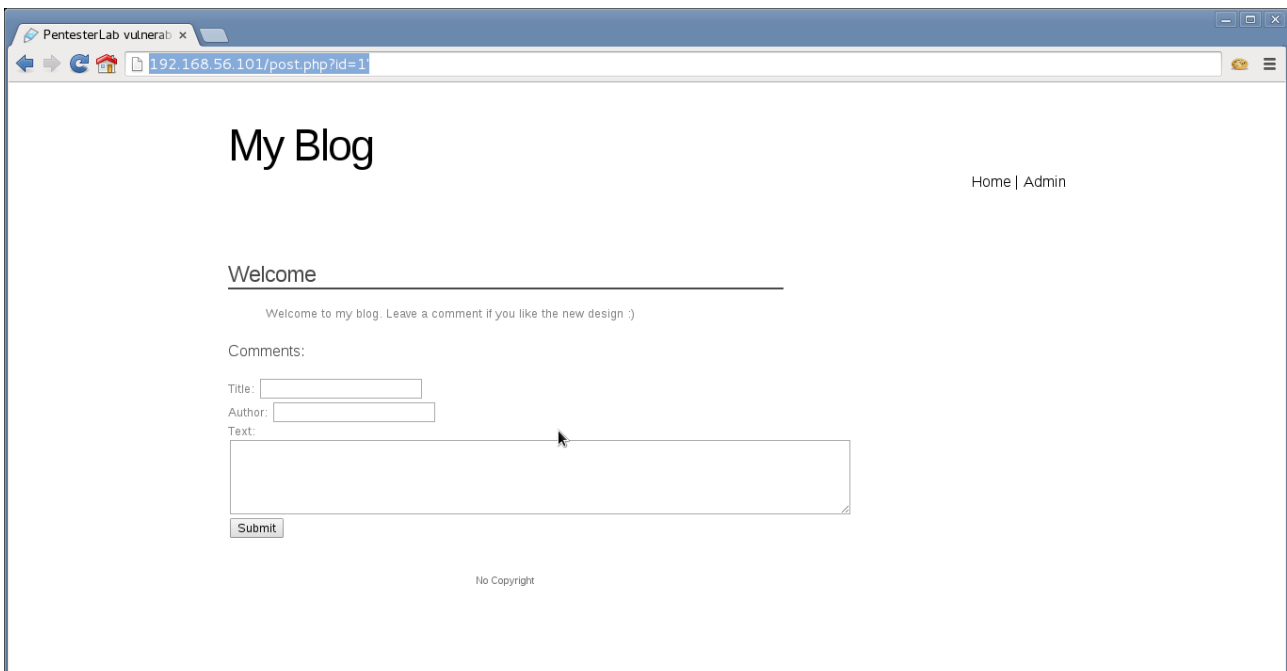 PentesterLab vulnerab
192.168.56.101/post.php?id=1'
My Blog
Home | Admin
Welcome
Welcome to my blog. Leave a comment if you like the new design :)
Comments:
Title:
Author:
Text:
Submit
No Copyright